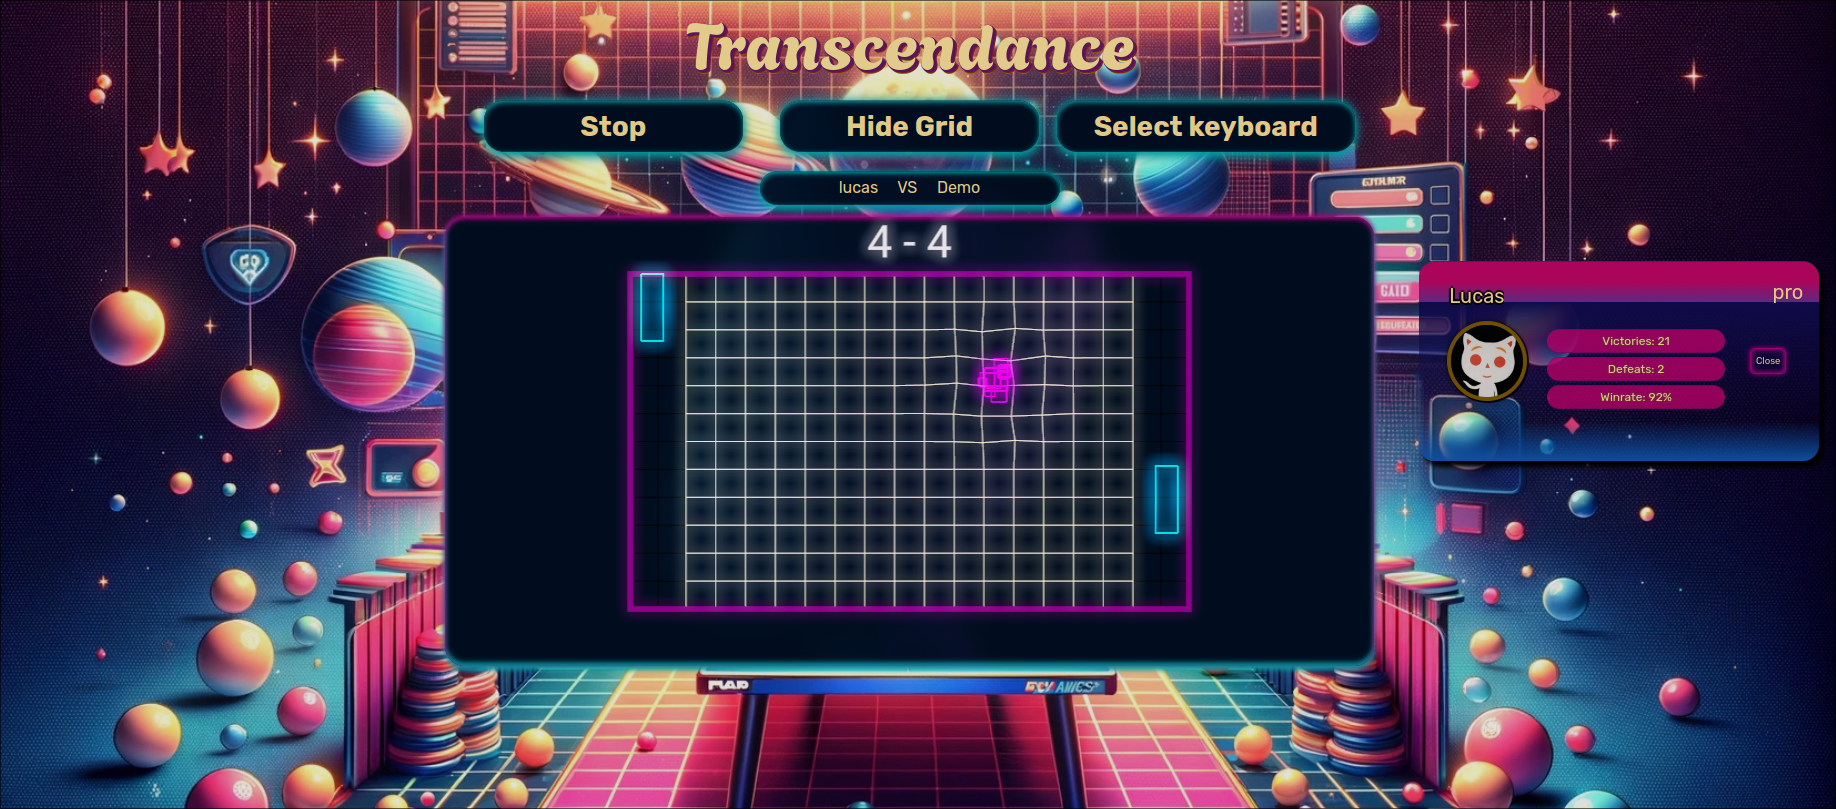 Transcendance
Stop
Hide Grid
Select keyboard
lucas VS Demo
4 - 4
Lucas
pro
Victories: 21
Defeats: 2
Winrate: 92%
Close